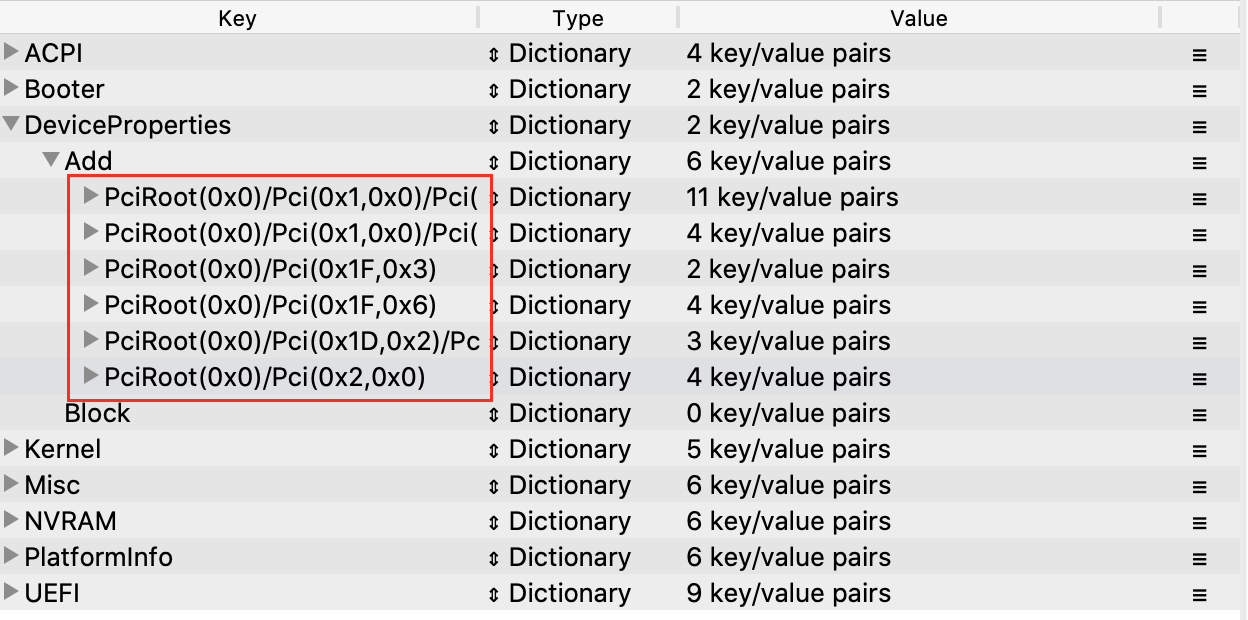 Key Type Value
ACPI Dictionary 4 key/value pairs
Booter Dictionary 2 key/value pairs
DeviceProperties Dictionary 2 key/value pairs
Add Dictionary 6 key/value pairs
PciRoot(0x0)/Pci(0x1,0x0)/Pci( Dictionary 11 key/value pairs
PciRoot(0x0)/Pci(0x1,0x0)/Pci( Dictionary 4 key/value pairs
PciRoot(0x0)/Pci(0x1F,0x3) Dictionary 2 key/value pairs
PciRoot(0x0)/Pci(0x1F,0x6) Dictionary 4 key/value pairs
PciRoot(0x0)/Pci(0x1D,0x2)/Pc Dictionary 3 key/value pairs
PciRoot(0x0)/Pci(0x2,0x0) Dictionary 4 key/value pairs
Block Dictionary 0 key/value pairs
Kernel Dictionary 5 key/value pairs
Misc Dictionary 6 key/value pairs
NVRAM Dictionary 6 key/value pairs
PlatformInfo Dictionary 6 key/value pairs
UEFI Dictionary 9 key/value pairs